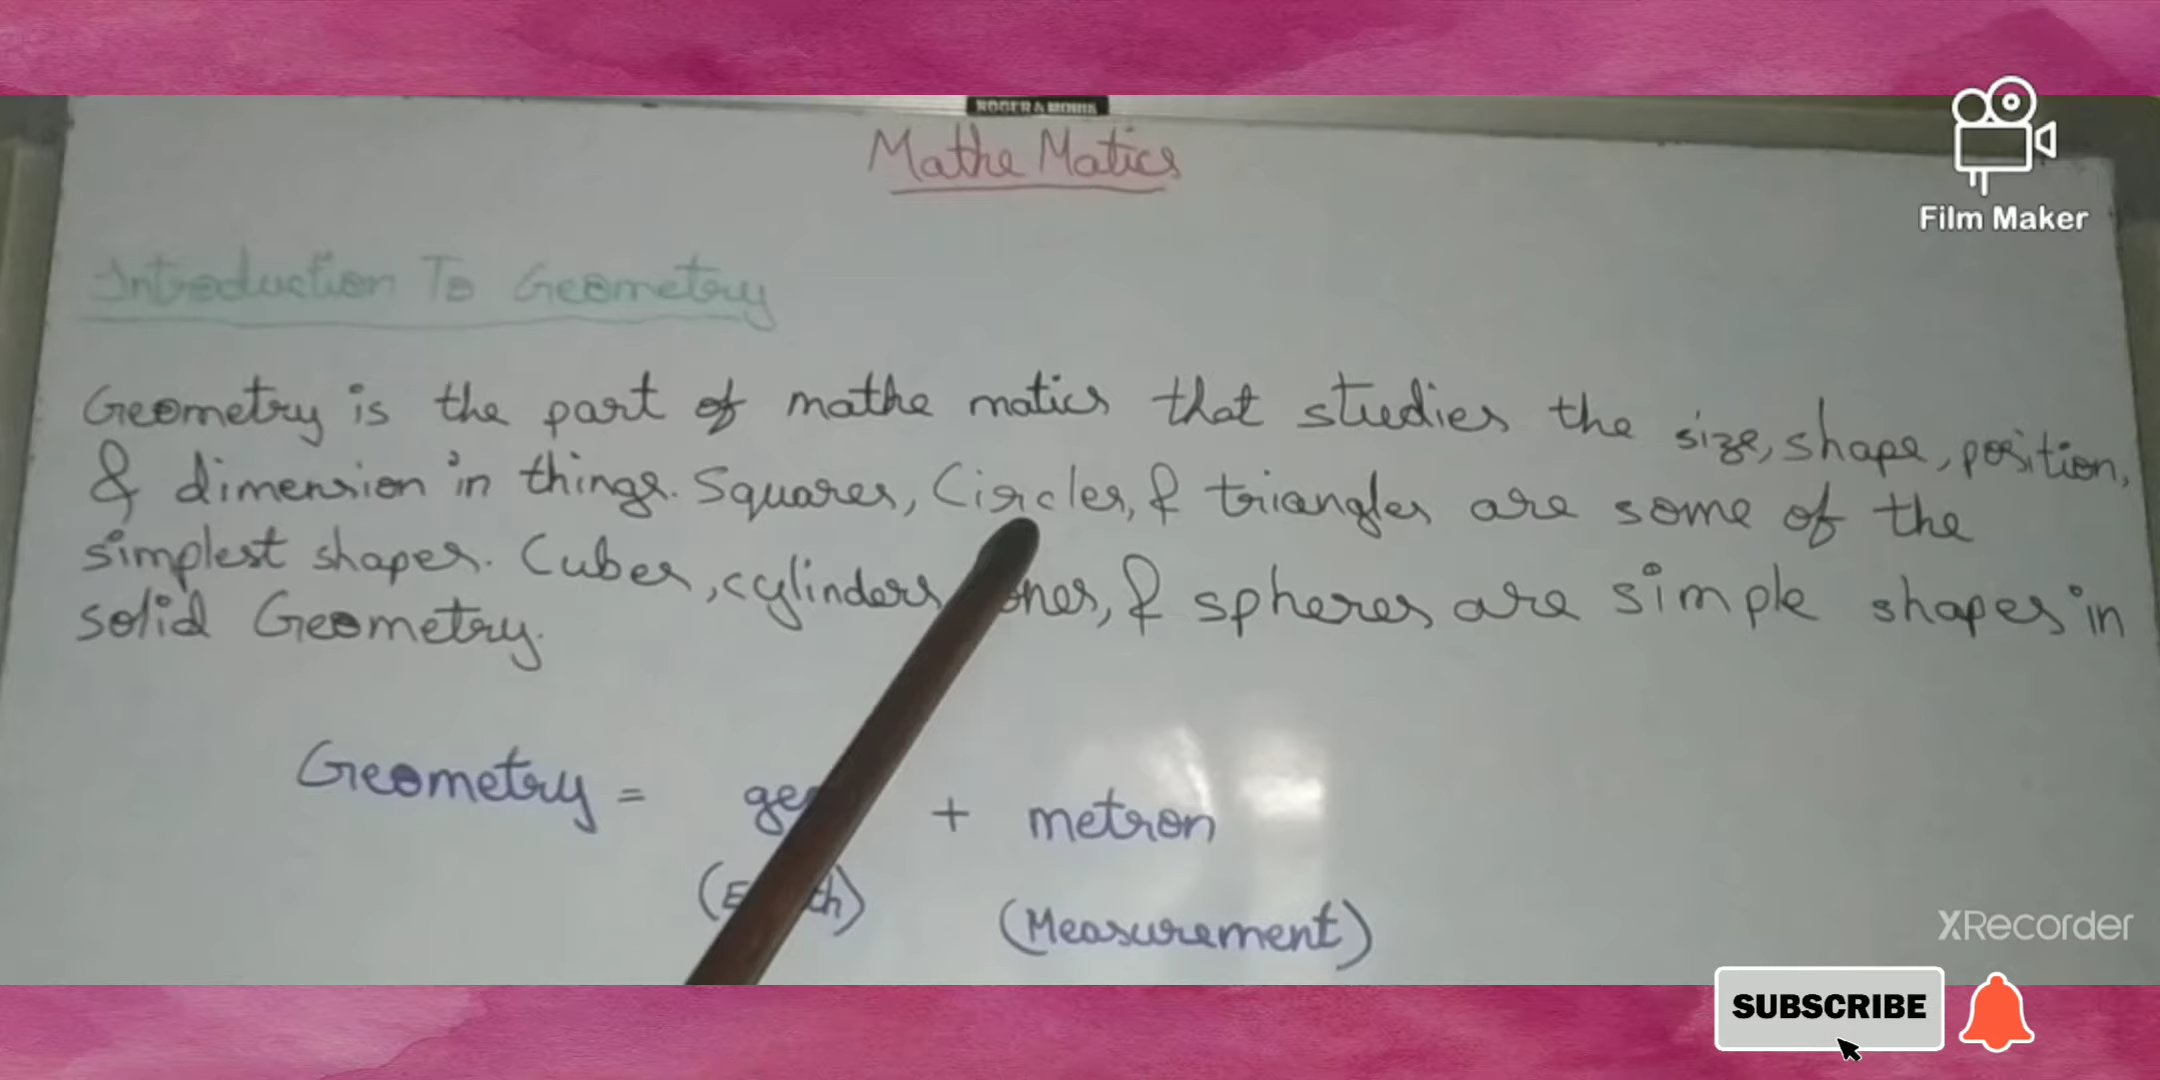 Mathe Matics
Film Maker
Introduction To Geometry
Geometry is the part of mathe matics that studies the size, shape, position,
& dimension in things. Squares, Circles, & triangles are some of the
simplest shapes. Cubes, cylinders, ones, & spheres are simple shapes in
solid Geometry.
Geometry = ge + metron
(E th) (Measurement)
XRecorder
SUBSCRIBE